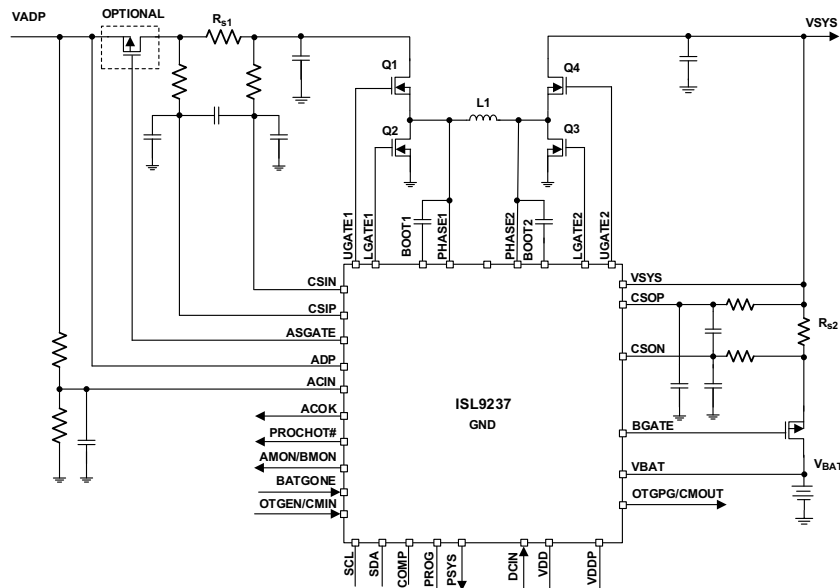 VADP
OPTIONAL
Rs1
VSYS
Q1
Q4
L1
Q2
Q3
UGATE1
LGATE1
BOOT1
PHASE1
PHASE2
BOOT2
LGATE2
UGATE2
CSIN
CSIP
ASGATE
ADP
ACIN
ACOK
PROCHOT#
AMON/BMON
BATGONE
OTGEN/CMIN
ISL9237
GND
VSYS
CSOP
Rs2
CSON
BGATE
VBAT
VBAT
OTGPG/CMOUT
SCL
SDA
COMP
PROG
PSYS
DCIN
VDD
VDDP